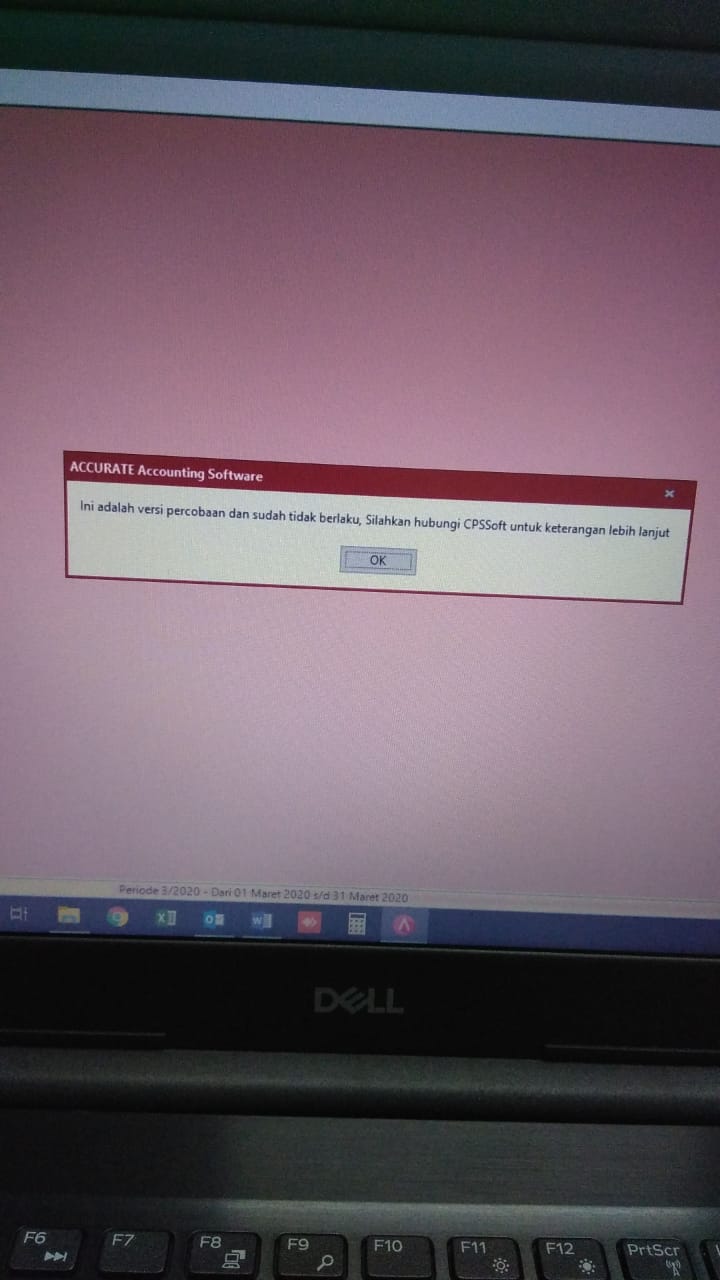 ACCURATE Accounting Software
Ini adalah versi percobaan dan sudah tidak berlaku, Silahkan hubungi CPSSoft untuk keterangan lebih lanjut
OK
Periode 3/2020 - Dari 01 Maret 2020 s/d 31 Maret 2020
DELL
F6 F7 F8 F9 F10 F11 F12 PrtScr